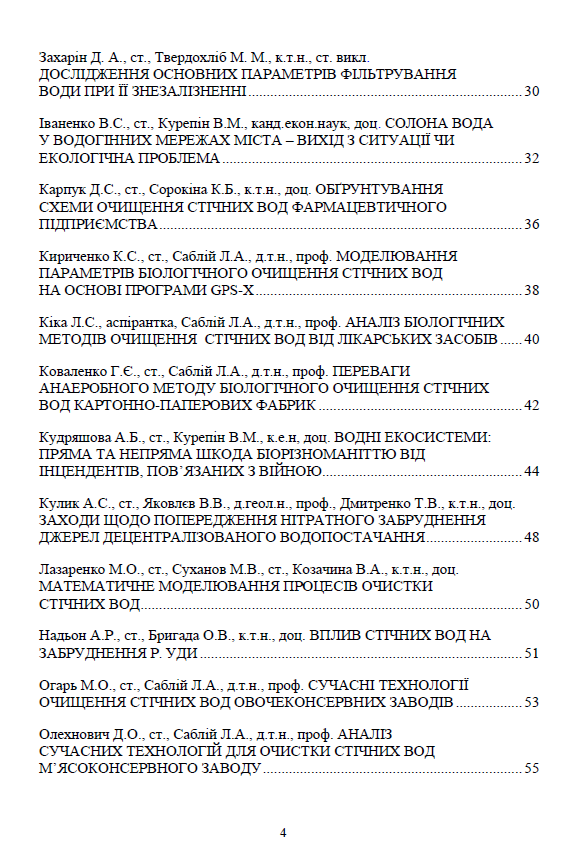 Захарін Д. А., ст., Твердохліб М. М., к.т.н., ст. викл.
ДОСЛІДЖЕННЯ ОСНОВНИХ ПАРАМЕТРІВ ФІЛЬТРУВАННЯ
ВОДИ ПРИ ЇЇ ЗНЕЗАЛІЗНЕННІ ........................................................ 30
Іваненко В.С., ст., Курепін В.М., канд.екон.наук, доц. СОЛОНА ВОДА
У ВОДОГІННИХ МЕРЕЖАХ МІСТА – ВИХІД З СИТУАЦІЇ ЧИ
ЕКОЛОГІЧНА ПРОБЛЕМА ............................................................. 32
Карпук Д.С., ст., Сорокіна К.Б., к.т.н., доц. ОБҐРУНТУВАННЯ
СХЕМИ ОЧИЩЕННЯ СТІЧНИХ ВОД ФАРМАЦЕВТИЧНОГО
ПІДПРИЄМСТВА ........................................................................... 36
Кириченко К.С., ст., Саблій Л.А., д.т.н., проф. МОДЕЛЮВАННЯ
ПАРАМЕТРІВ БІОЛОГІЧНОГО ОЧИЩЕННЯ СТІЧНИХ ВОД
НА ОСНОВІ ПРОГРАМИ GPS-X ...................................................... 38
Кіка Л.С., аспірантка, Саблій Л.А., д.т.н., проф. АНАЛІЗ БІОЛОГІЧНИХ
МЕТОДІВ ОЧИЩЕННЯ СТІЧНИХ ВОД ВІД ЛІКАРСЬКИХ ЗАСОБІВ ...... 40
Коваленко Г.Є., ст., Саблій Л.А., д.т.н., проф. ПЕРЕВАГИ
АНАЕРОБНОГО МЕТОДУ БІОЛОГІЧНОГО ОЧИЩЕННЯ СТІЧНИХ
ВОД КАРТОННО-ПАПЕРОВИХ ФАБРИК .......................................... 42
Кудряшова А.Б., ст., Курепін В.М., к.е.н, доц. ВОДНІ ЕКОСИСТЕМИ:
ПРЯМА ТА НЕПРЯМА ШКОДА БІОРІЗНОМАНІТТЮ ВІД
ІНЦЕНДЕНТІВ, ПОВ’ЯЗАНИХ З ВІЙНОЮ ......................................... 44
Кулик А.С., ст., Яковлєв В.В., д.геол.н., проф., Дмитренко Т.В., к.т.н., доц.
ЗАХОДИ ЩОДО ПОПЕРЕДЖЕННЯ НІТРАТНОГО ЗАБРУДНЕННЯ
ДЖЕРЕЛ ДЕЦЕНТРАЛІЗОВАНОГО ВОДОПОСТАЧАННЯ .................... 48
Лазаренко М.О., ст., Суханов М.В., ст., Козачина В.А., к.т.н., доц.
МАТЕМАТИЧНЕ МОДЕЛЮВАННЯ ПРОЦЕСІВ ОЧИСТКИ
СТІЧНИХ ВОД ............................................................................... 50
Надьон А.Р., ст., Бригада О.В., к.т.н., доц. ВПЛИВ СТІЧНИХ ВОД НА
ЗАБРУДНЕННЯ Р. УДИ .................................................................. 51
Огарь М.О., ст., Саблій Л.А., д.т.н., проф. СУЧАСНІ ТЕХНОЛОГІЇ
ОЧИЩЕННЯ СТІЧНИХ ВОД ОВОЧЕКОНСЕРВНИХ ЗАВОДІВ .............. 53
Олехнович Д.О., ст., Саблій Л.А., д.т.н., проф. АНАЛІЗ
СУЧАСНИХ ТЕХНОЛОГІЙ ДЛЯ ОЧИСТКИ СТІЧНИХ ВОД
М’ЯСОКОНСЕРВНОГО ЗАВОДУ ..................................................... 55
4